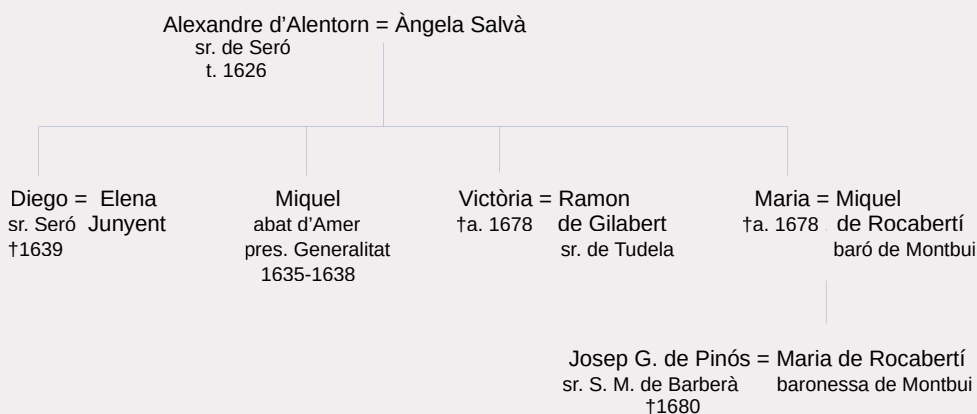 Alexandre d'Alentorn = Àngela Salvà
sr. de Seró
t. 1626
Diego = Elena
sr. Seró Junyent
†1639
Miquel
abat d'Amer
pres. Generalitat
1635-1638
Victòria = Ramon
†a. 1678 de Gilabert
sr. de Tudela
Maria = Miquel
†a. 1678 de Rocabertí
baró de Montbui
Josep G. de Pinós = Maria de Rocabertí
sr. S. M. de Barberà baronessa de Montbui
†1680